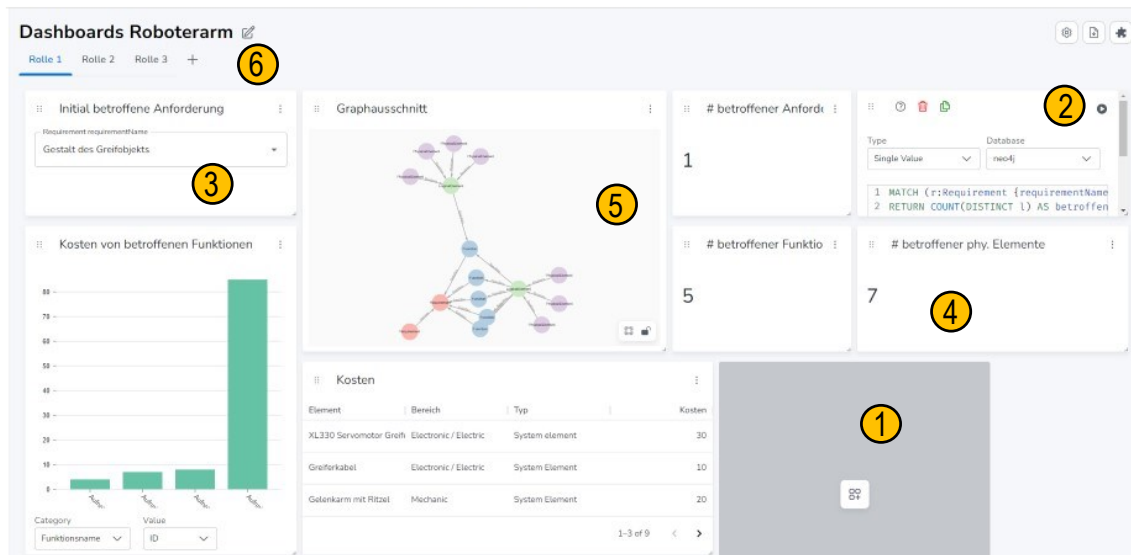 Dashboards Roboterarm
Rolle 1 Rolle 2 Rolle 3 +
6
Initial betroffene Anforderung
Requirement requirementName
Gestalt des Greifobjekts
3
Graphausschnitt
5
# betroffener Anford
1
2
Type
Database
Single Value
neo4j
1 MATCH (r:Requirement {requirementName
2 RETURN COUNT(DISTINCT l) AS betroffen
Kosten von betroffenen Funktionen
80
70
60
50
40
30
20
10
0
Category
Value
Funktionsname
ID
# betroffener Funktio
5
# betroffener phy. Elemente
7
4
Kosten
Element Bereich Typ Kosten
XL330 Servomotor Greif Electronic / Electric System element 30
Greiferkabel Electronic / Electric System Element 10
Gelenkarm mit Ritzel Mechanic System Element 20
1–3 of 9 < >
1